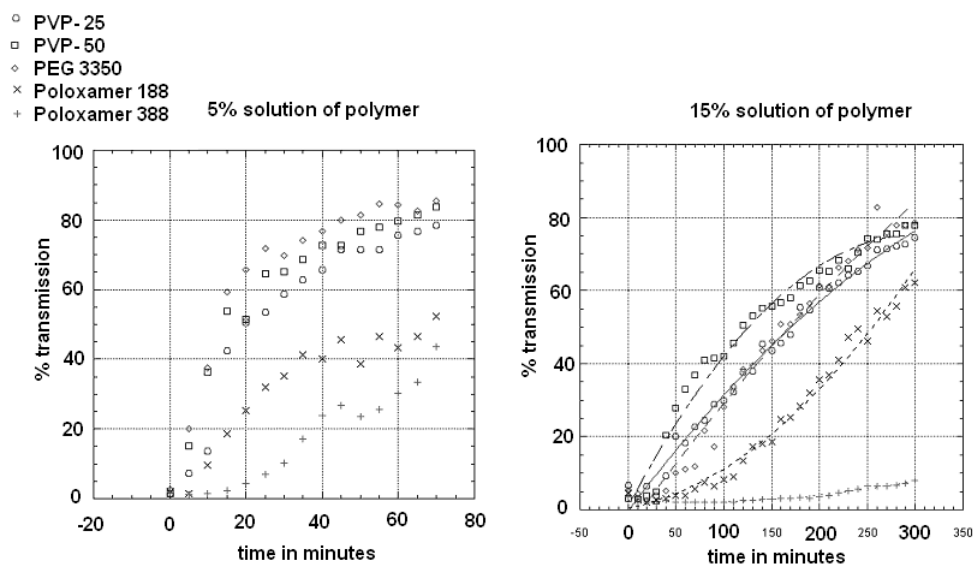 PVP- 25
PVP- 50
PEG 3350
Poloxamer 188
Poloxamer 388
5% solution of polymer
15% solution of polymer
% transmission
100
80
60
40
20
0
-20 0 20 40 60 80
time in minutes
% transmission
100
80
60
40
20
0
-50 0 50 100 150 200 250 300 350
time in minutes